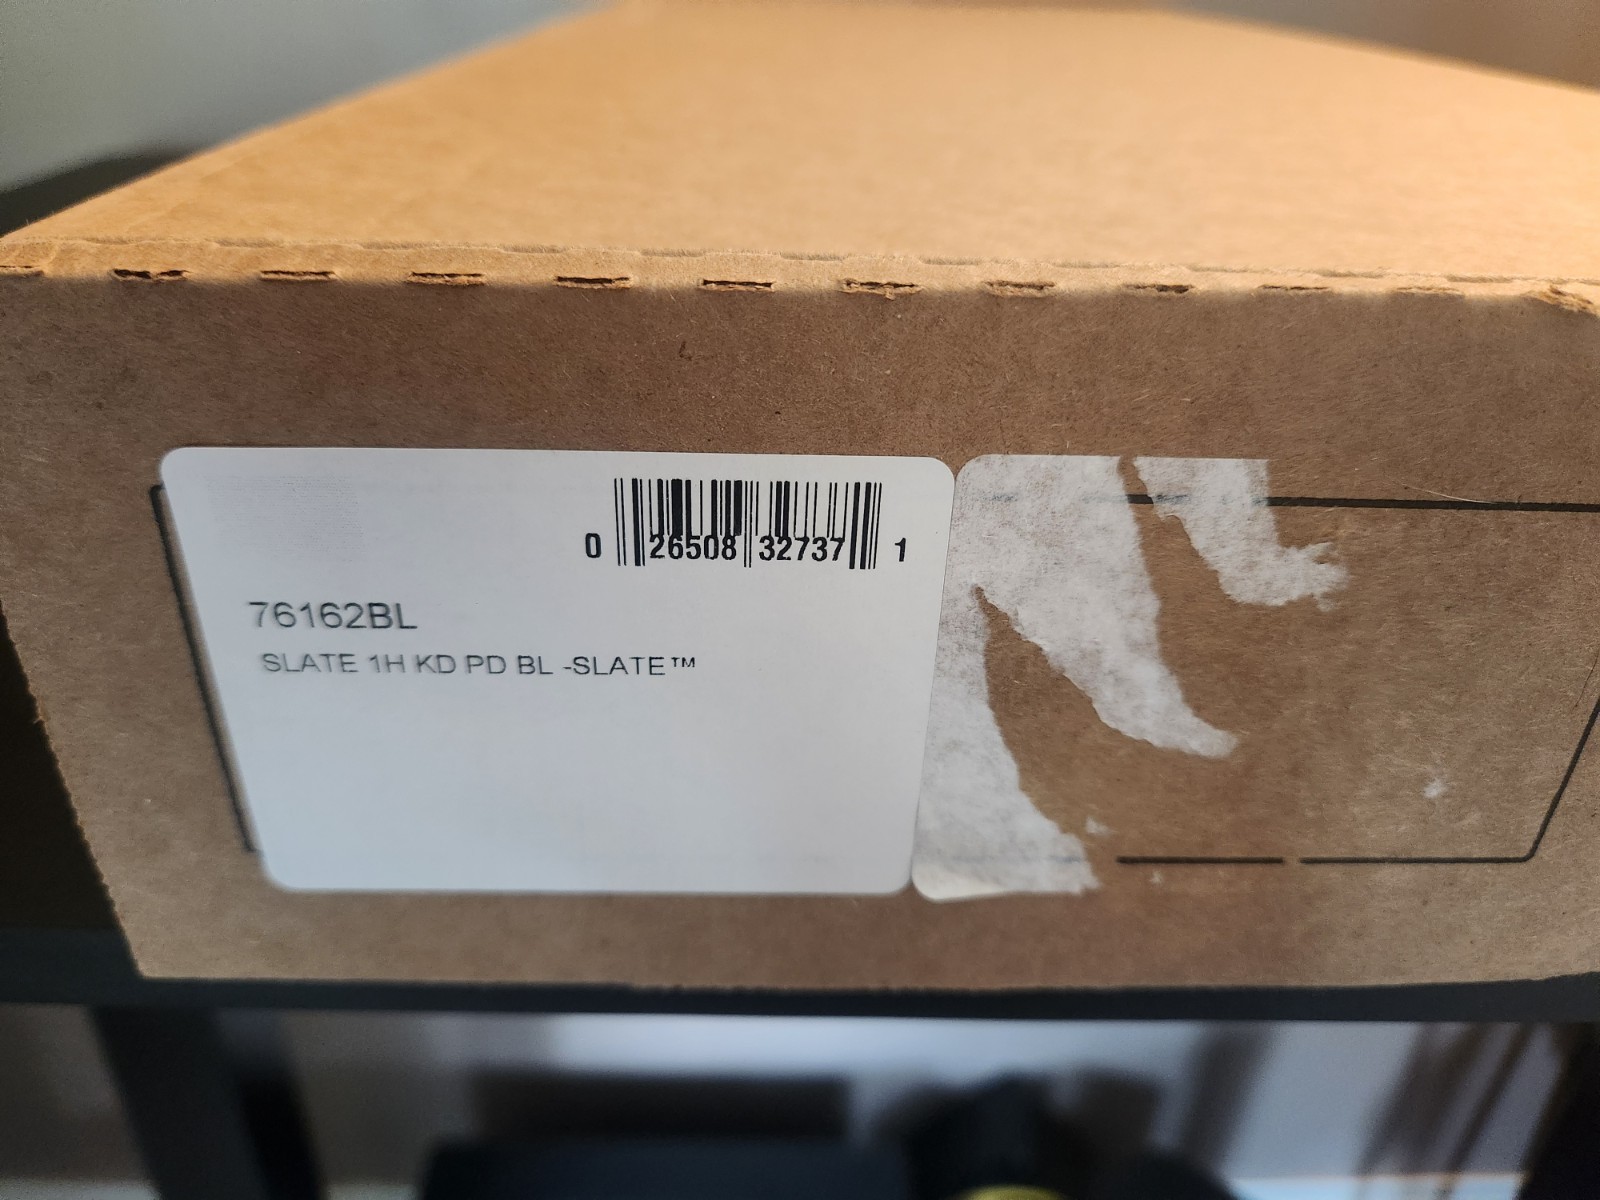 0 26508 32737 1
76162BL
SLATE 1H KD PD BL -SLATE™